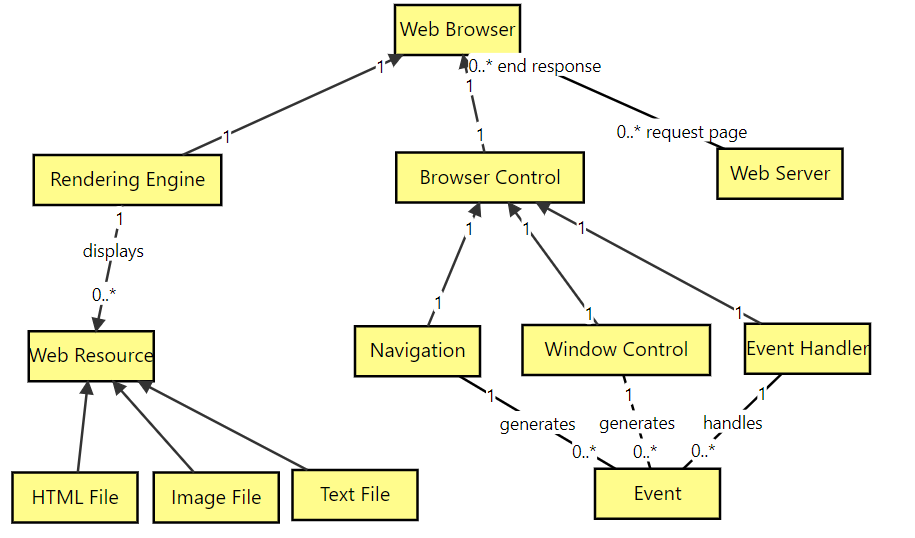 Web Browser
1
0..* end response
1
1
1
0..* request page
Rendering Engine
Browser Control
Web Server
1
displays
0..*
1
1
1
1
1
1
Web Resource
Navigation
Window Control
Event Handler
1
1
1
generates
generates
handles
0..*
0..*
0..*
HTML File
Image File
Text File
Event